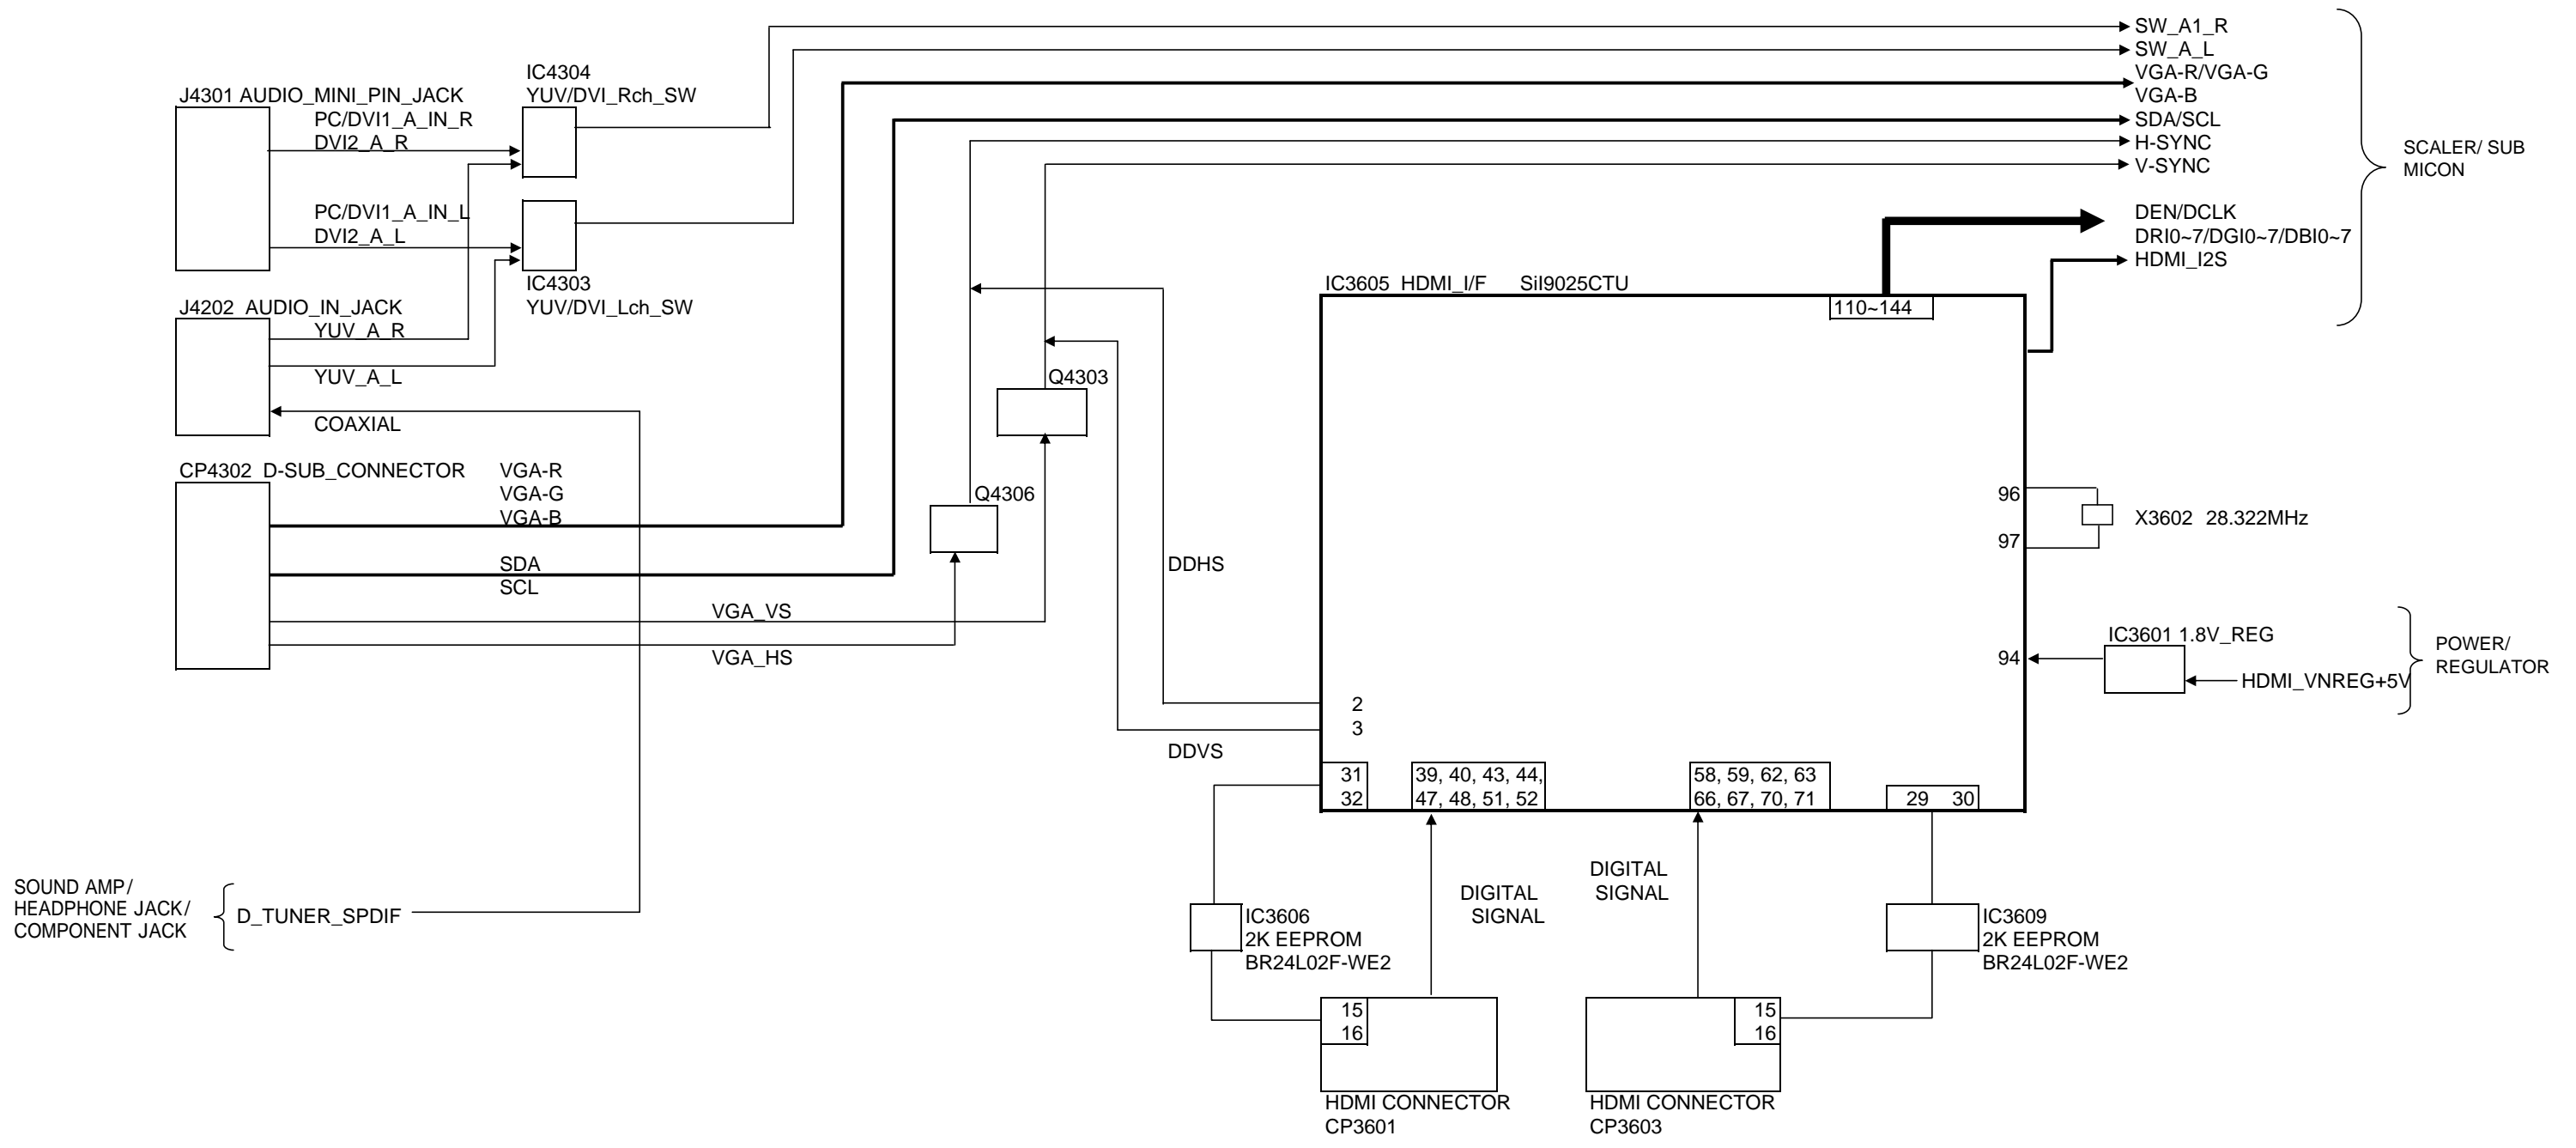 SW_A1_R
SW_A_L
VGA-R/VGA-G
VGA-B
SDA/SCL
H-SYNC
V-SYNC
DEN/DCLK
DRI0~7/DGI0~7/DBI0~7
HDMI_I2S
SCALER/ SUB
MICON
IC4304
YUV/DVI_Rch_SW
J4301 AUDIO_MINI_PIN_JACK
PC/DVI1_A_IN_R
DVI2_A_R
PC/DVI1_A_IN_L
DVI2_A_L
IC4303
YUV/DVI_Lch_SW
J4202 AUDIO_IN_JACK
YUV_A_R
YUV_A_L
COAXIAL
CP4302 D-SUB_CONNECTOR
VGA-R
VGA-G
VGA-B
SDA
SCL
VGA_VS
VGA_HS
Q4303
Q4306
DDHS
DDVS
IC3605 HDMI_I/F SiI9025CTU
110~144
96
97
X3602 28.322MHz
94
IC3601 1.8V_REG
HDMI_VNREG+5V
POWER/
REGULATOR
2
3
31
32
39, 40, 43, 44,
47, 48, 51, 52
58, 59, 62, 63
66, 67, 70, 71
29 30
SOUND AMP/
HEADPHONE JACK/
COMPONENT JACK
D_TUNER_SPDIF
IC3606
2K EEPROM
BR24L02F-WE2
DIGITAL
SIGNAL
DIGITAL
SIGNAL
IC3609
2K EEPROM
BR24L02F-WE2
15
16
HDMI CONNECTOR
CP3601
15
16
HDMI CONNECTOR
CP3603